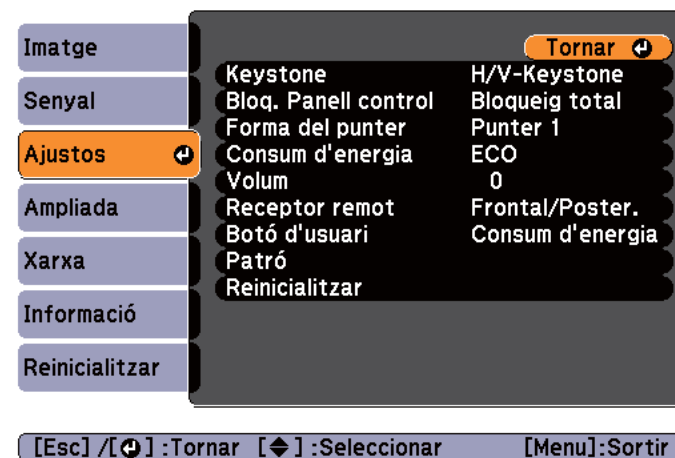 Imatge
Senyal
Ajustos
Ampliada
Xarxa
Informació
Reinicialitzar
Tornar
Keystone H/V-Keystone
Bloq. Panell control Bloqueig total
Forma del punter Punter 1
Consum d'energia ECO
Volum 0
Receptor remot Frontal/Poster.
Botó d'usuari Consum d'energia
Patró
Reinicialitzar
[Esc] /[⏎] :Tornar [◆] :Seleccionar [Menu]:Sortir